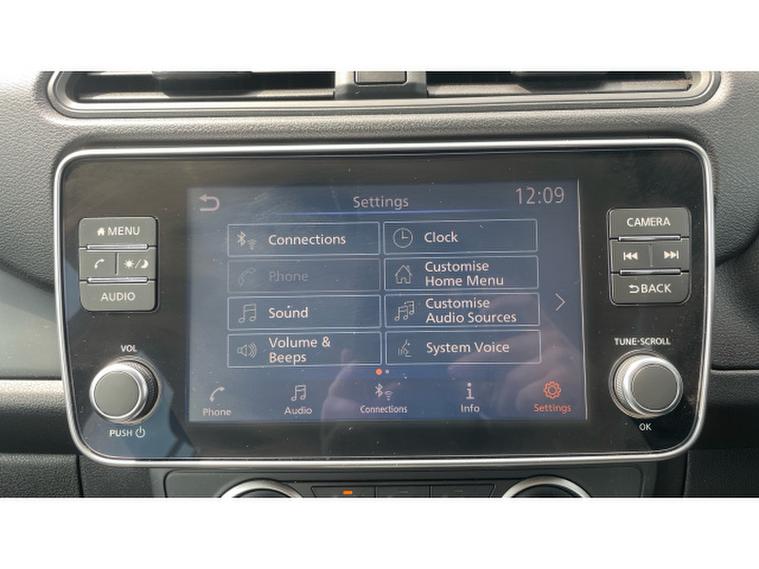 MENU
AUDIO
VOL
PUSH
Settings
12:09
Connections
Clock
Phone
Customise
Home Menu
Sound
Customise
Audio Sources
Volume &
Beeps
System Voice
Phone
Audio
Connections
Info
Settings
CAMERA
BACK
TUNE·SCROLL
OK